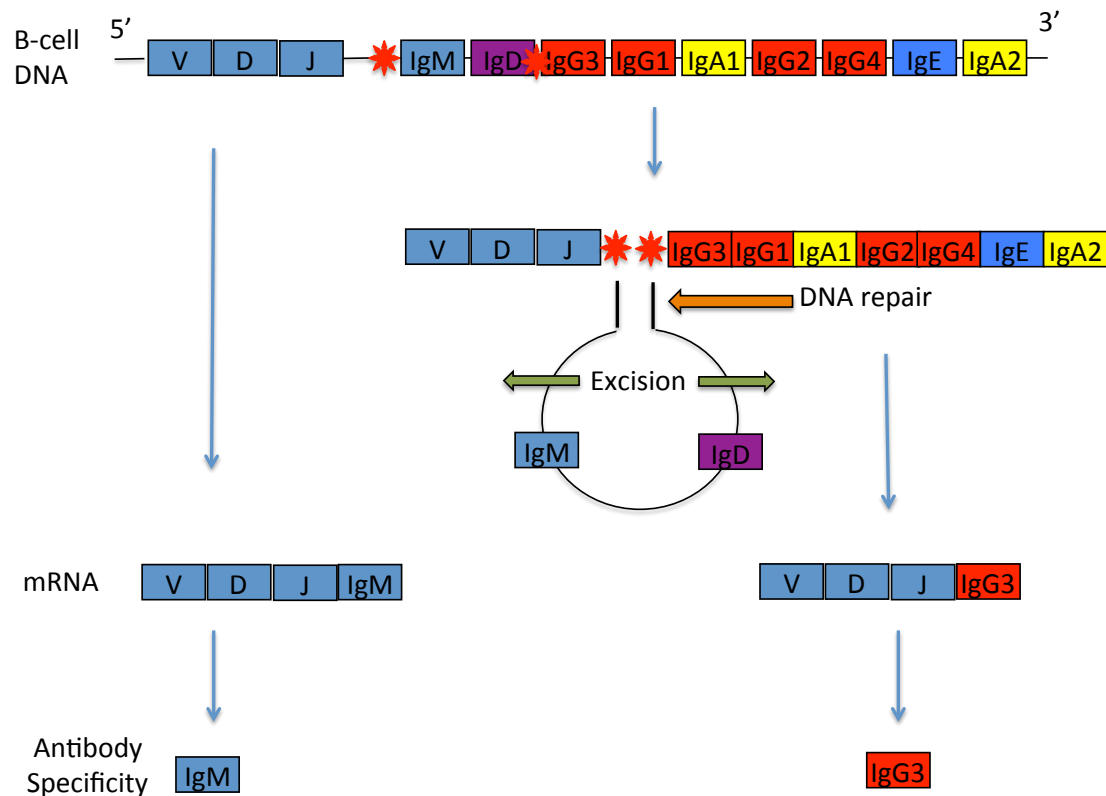 5’ 3’
B-cell
DNA
V D J IgM IgD IgG3 IgG1 IgA1 IgG2 IgG4 IgE IgA2
V D J IgG3 IgG1 IgA1 IgG2 IgG4 IgE IgA2
DNA repair
Excision
IgM IgD
mRNA
V D J IgM
V D J IgG3
Antibody
Specificity
IgM
IgG3